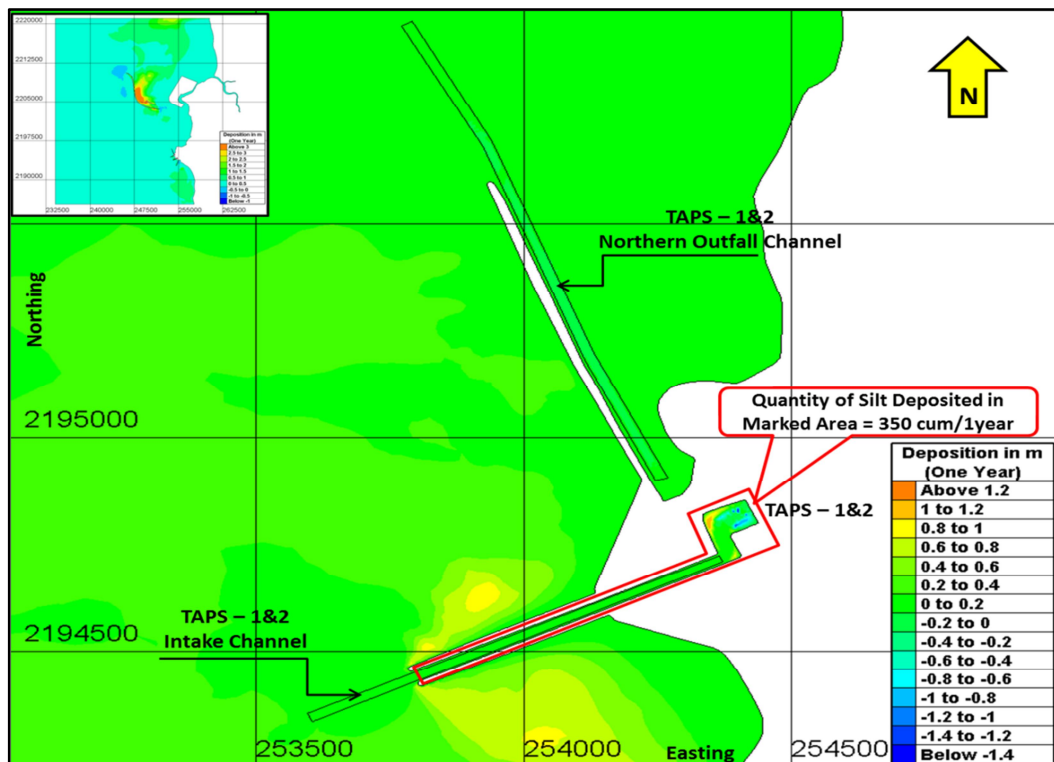 2220000
2212500
2205000
2197500
2190000
232500 240000 247500 255000 262500
Deposition in m
(One Year)
Above 3
2.5 to 3
2 to 2.5
1.5 to 2
1 to 1.5
0.5 to 1
0 to 0.5
-0.5 to 0
-1 to -0.5
Below -1
N
TAPS – 1&2
Northern Outfall Channel
Northing
2195000
Quantity of Silt Deposited in
Marked Area = 350 cum/1year
TAPS – 1&2
TAPS – 1&2
Intake Channel
2194500
253500 254000 254500
Easting
Deposition in m
(One Year)
Above 1.2
1 to 1.2
0.8 to 1
0.6 to 0.8
0.4 to 0.6
0.2 to 0.4
0 to 0.2
-0.2 to 0
-0.4 to -0.2
-0.6 to -0.4
-0.8 to -0.6
-1 to -0.8
-1.2 to -1
-1.4 to -1.2
Below -1.4